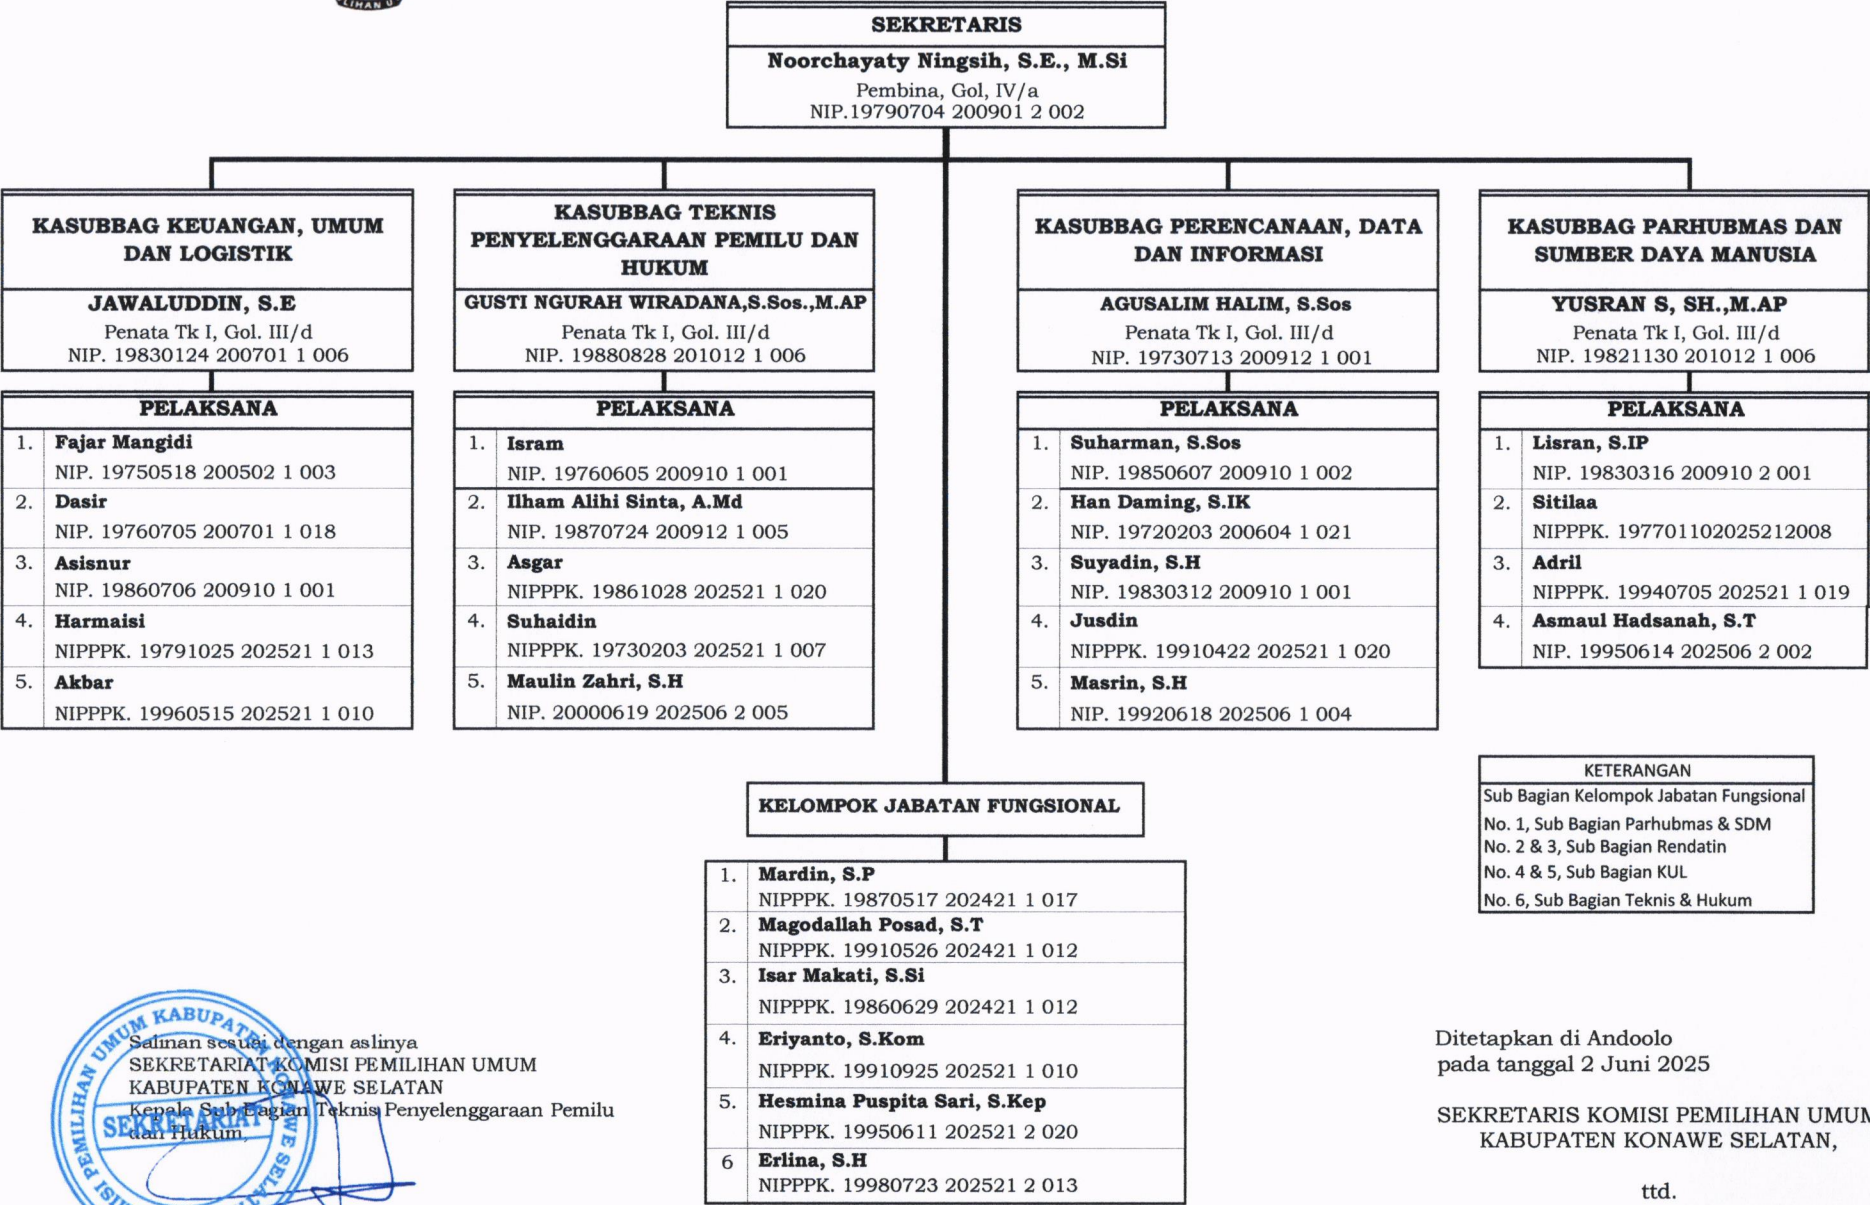 LIHAN U
SEKRETARIS
Noorchayaty Ningsih, S.E., M.Si
Pembina, Gol, IV/a
NIP.19790704 200901 2 002
KASUBBAG KEUANGAN, UMUM
DAN LOGISTIK
JAWALUDDIN, S.E
Penata Tk I, Gol. III/d
NIP. 19830124 200701 1 006
PELAKSANA
1. Fajar Mangidi
NIP. 19750518 200502 1 003
2. Dasir
NIP. 19760705 200701 1 018
3. Asisnur
NIP. 19860706 200910 1 001
4. Harmaisi
NIPPPK. 19791025 202521 1 013
5. Akbar
NIPPPK. 19960515 202521 1 010
KASUBBAG TEKNIS
PENYELENGGARAAN PEMILU DAN
HUKUM
GUSTI NGURAH WIRADANA,S.Sos.,M.AP
Penata Tk I, Gol. III/d
NIP. 19880828 201012 1 006
PELAKSANA
1. Isram
NIP. 19760605 200910 1 001
2. Ilham Alihi Sinta, A.Md
NIP. 19870724 200912 1 005
3. Asgar
NIPPPK. 19861028 202521 1 020
4. Suhaidin
NIPPPK. 19730203 202521 1 007
5. Maulin Zahri, S.H
NIP. 20000619 202506 2 005
KASUBBAG PERENCANAAN, DATA
DAN INFORMASI
AGUSALIM HALIM, S.Sos
Penata Tk I, Gol. III/d
NIP. 19730713 200912 1 001
PELAKSANA
1. Suharman, S.Sos
NIP. 19850607 200910 1 002
2. Han Daming, S.IK
NIP. 19720203 200604 1 021
3. Suyadin, S.H
NIP. 19830312 200910 1 001
4. Jusdin
NIPPPK. 19910422 202521 1 020
5. Masrin, S.H
NIP. 19920618 202506 1 004
KASUBBAG PARHUBMAS DAN
SUMBER DAYA MANUSIA
YUSRAN S, SH.,M.AP
Penata Tk I, Gol. III/d
NIP. 19821130 201012 1 006
PELAKSANA
1. Lisran, S.IP
NIP. 19830316 200910 2 001
2. Sitilaa
NIPPPK. 197701102025212008
3. Adril
NIPPPK. 19940705 202521 1 019
4. Asmaul Hadsanah, S.T
NIP. 19950614 202506 2 002
KELOMPOK JABATAN FUNGSIONAL
1. Mardin, S.P
NIPPPK. 19870517 202421 1 017
2. Magodallah Posad, S.T
NIPPPK. 19910526 202421 1 012
3. Isar Makati, S.Si
NIPPPK. 19860629 202421 1 012
4. Eriyanto, S.Kom
NIPPPK. 19910925 202521 1 010
5. Hesmina Puspita Sari, S.Kep
NIPPPK. 19950611 202521 2 020
6 Erlina, S.H
NIPPPK. 19980723 202521 2 013
KETERANGAN
Sub Bagian Kelompok Jabatan Fungsional
No. 1, Sub Bagian Parhubmas & SDM
No. 2 & 3, Sub Bagian Rendatin
No. 4 & 5, Sub Bagian KUL
No. 6, Sub Bagian Teknis & Hukum
Salinan sesuai dengan aslinya
SEKRETARIAT KOMISI PEMILIHAN UMUM
KABUPATEN KONAWE SELATAN
Kepala Sub Bagian Teknis Penyelenggaraan Pemilu
dan Hukum,
PEMILIHAN UMUM KABUPATEN KONAWE
SEKRETARIAT
Ditetapkan di Andoolo
pada tanggal 2 Juni 2025
SEKRETARIS KOMISI PEMILIHAN UMUM
KABUPATEN KONAWE SELATAN,
ttd.